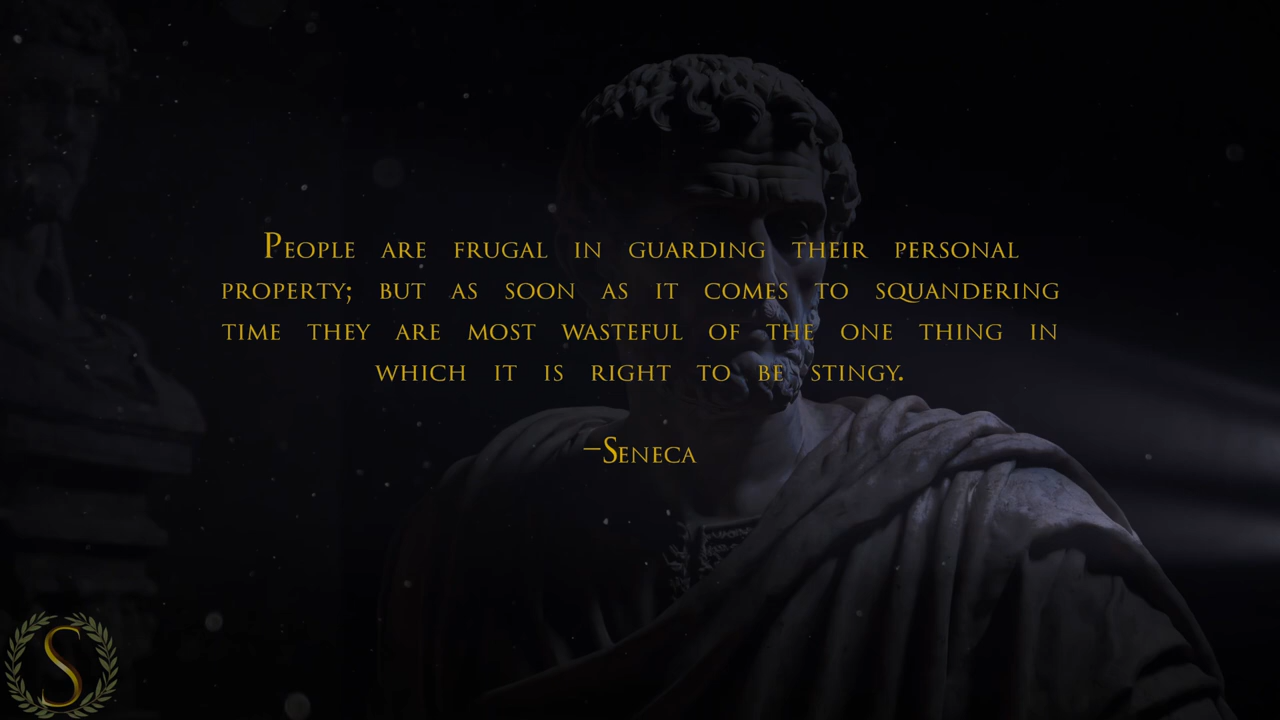 People are frugal in guarding their personal
property; but as soon as it comes to squandering
time they are most wasteful of the one thing in
which it is right to be stingy.
–Seneca
S